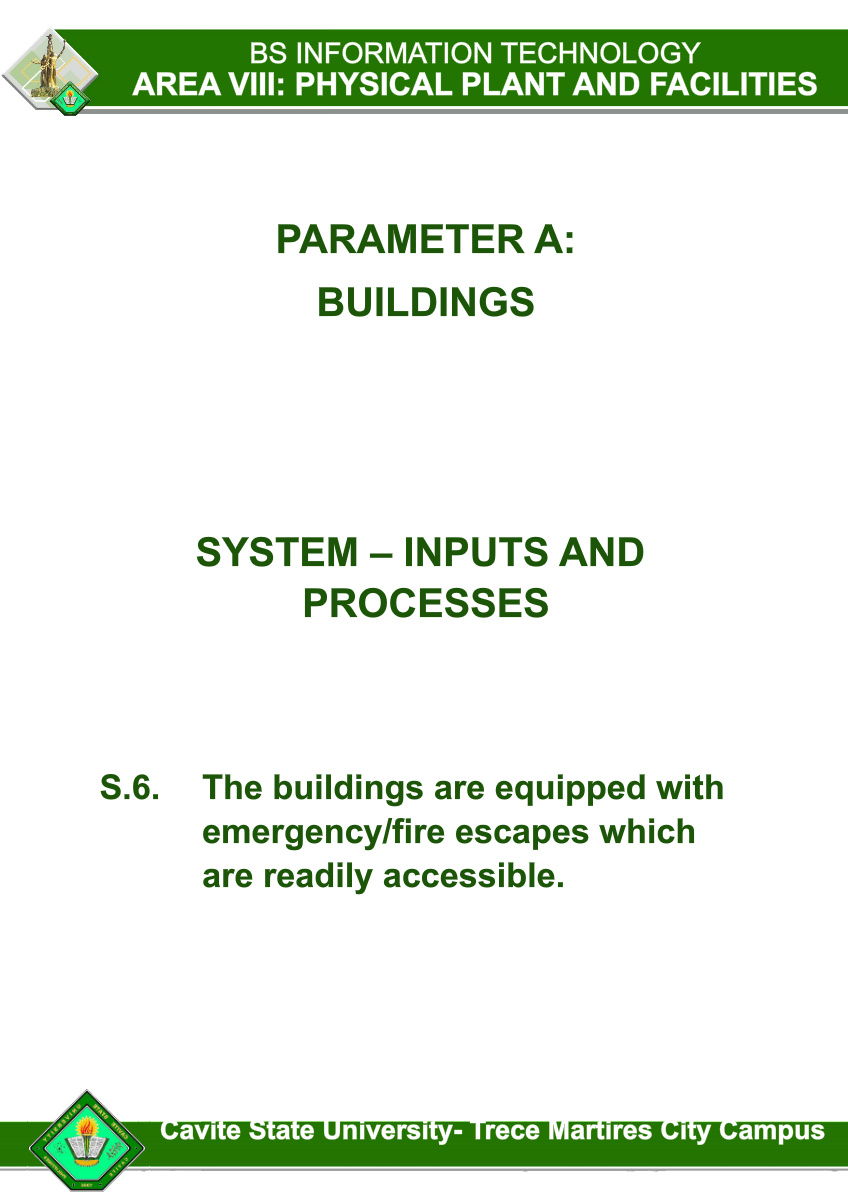 BS INFORMATION TECHNOLOGY
AREA VIII: PHYSICAL PLANT AND FACILITIES
PARAMETER A:
BUILDINGS
SYSTEM – INPUTS AND
PROCESSES
S.6. The buildings are equipped with
emergency/fire escapes which
are readily accessible.
Cavite State University- Trece Martires City Campus